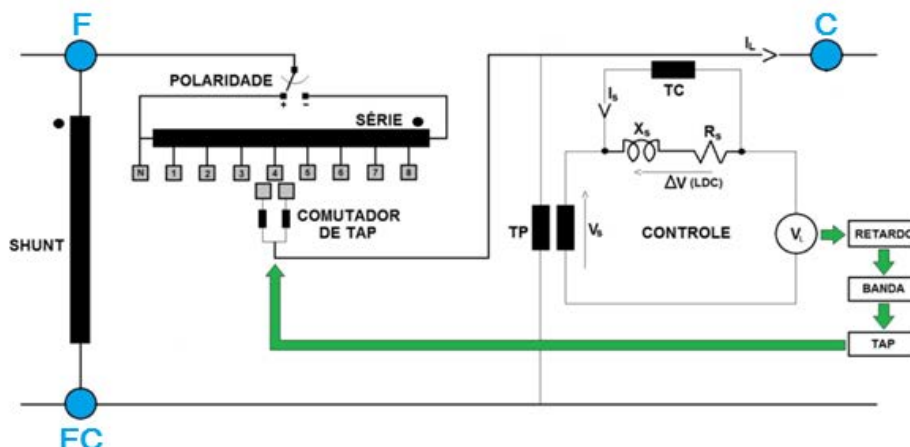 F
C
I_L
POLARIDADE
+ -
TC
I_s
SÉRIE
X_s
R_s
N 1 2 3 4 5 6 7 8
ΔV (LDC)
COMUTADOR
DE TAP
SHUNT
TP
V_s
CONTROLE
V_L
RETARDO
BANDA
TAP
FC